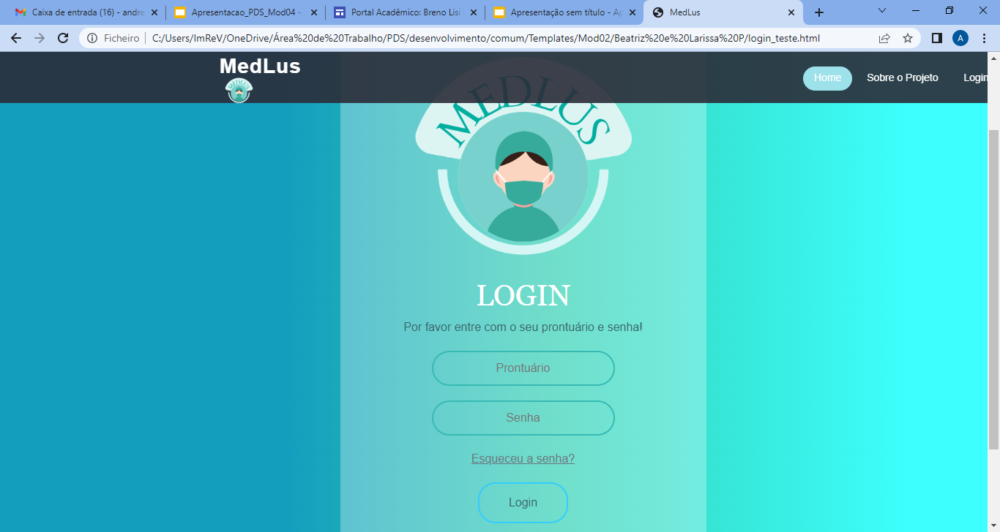 Caixa de entrada (16) - andre
Apresentacao_PDS_Mod04 -
Portal Acadêmico: Breno Lisi
Apresentação sem título - Ap
MedLus
Ficheiro
C:/Users/ImReV/OneDrive/Área%20de%20Trabalho/PDS/desenvolvimento/comum/Templates/Mod02/Beatriz%20e%20Larissa%20P/login_teste.html
A
MedLus
MEDLUS
Home
Sobre o Projeto
Login
MEDLUS
LOGIN
Por favor entre com o seu prontuário e senha!
Prontuário
Senha
Esqueceu a senha?
Login